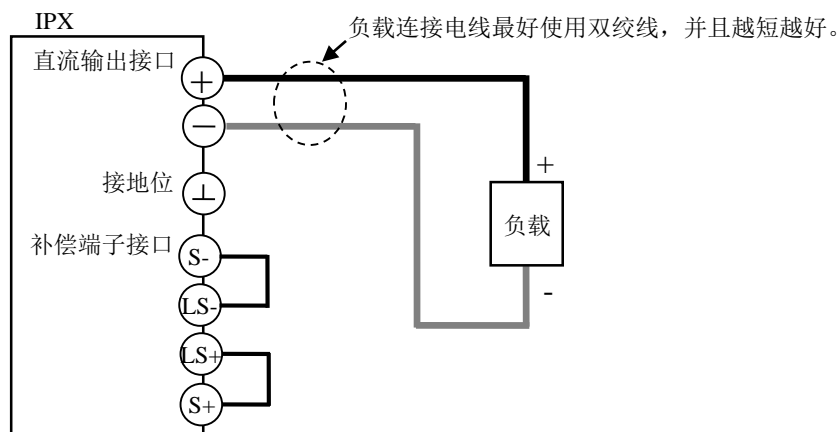 IPX
负载连接电线最好使用双绞线，并且越短越好。
直流输出接口
+
—
接地位
⊥
+
负载
-
补偿端子接口
S-
LS-
LS+
S+